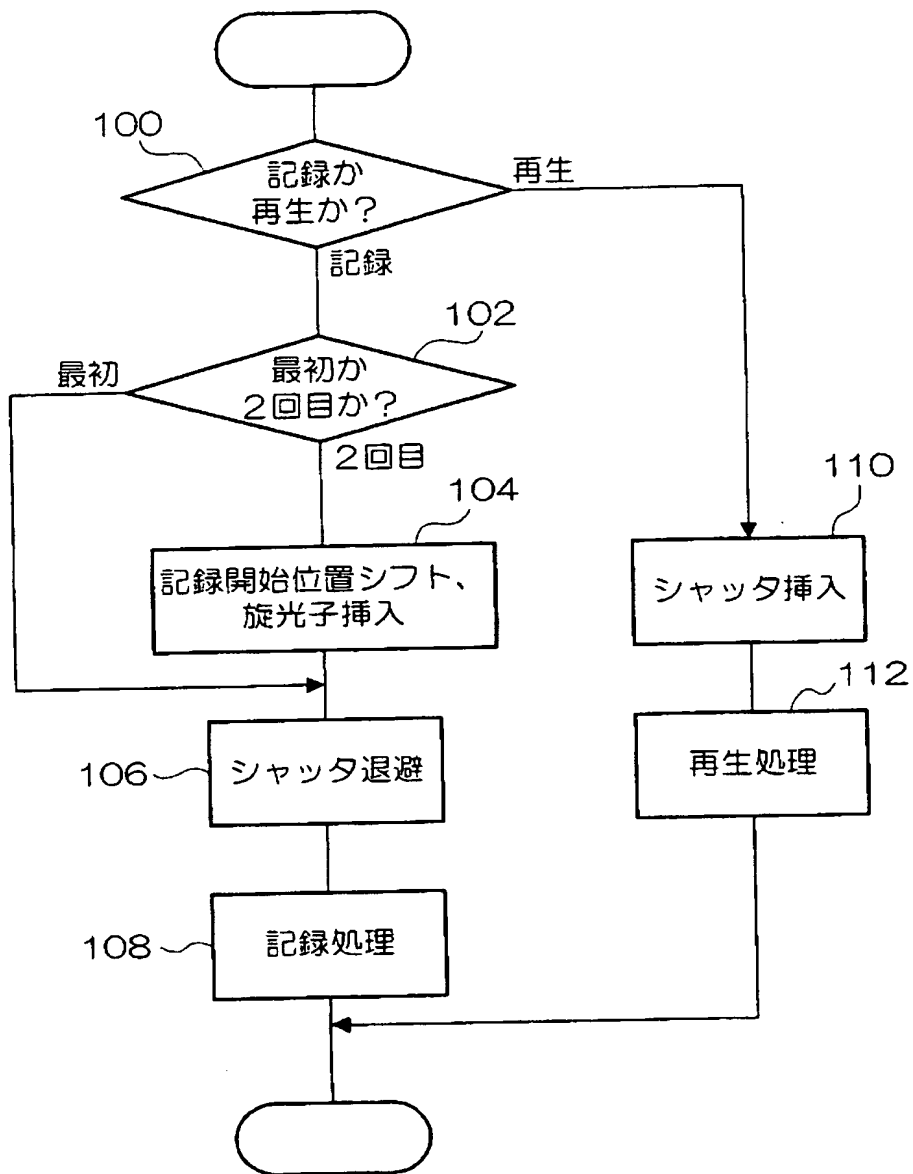 100
記録か
再生か？
再生
記録
102
最初
最初か
2回目か？
2回目
104
記録開始位置シフト、
旋光子挿入
110
シャッタ挿入
112
再生処理
106
シャッタ退避
108
記録処理